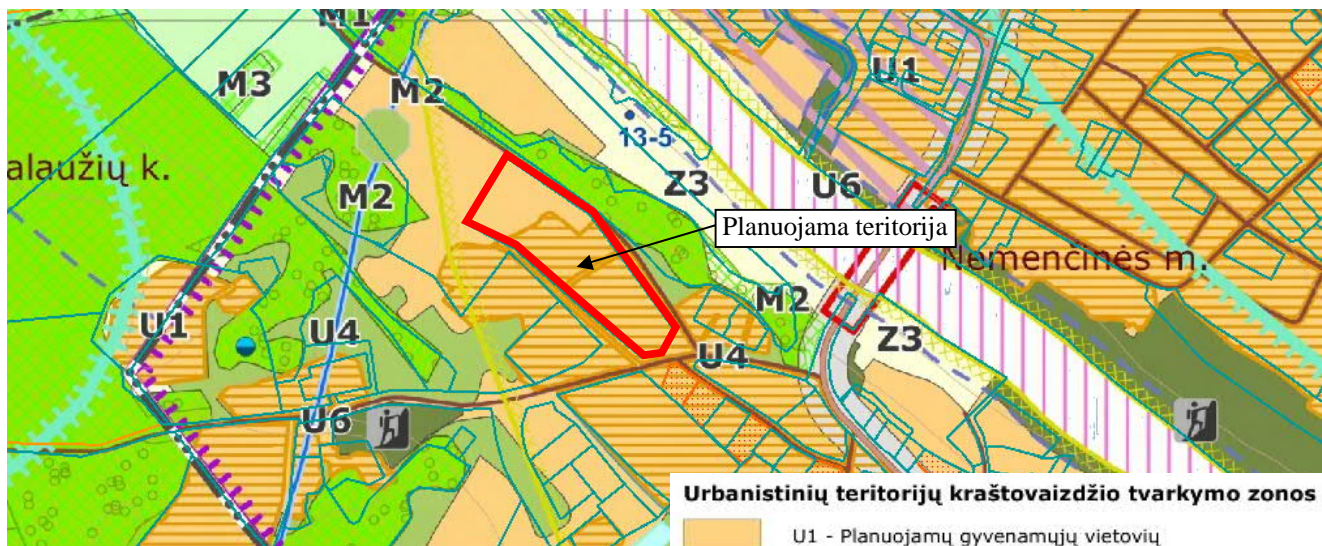 M1
M3
M2
U1
13-5
alaužių k.
M2
Z3
U6
Planuojama teritorija
Nemenčinės m.
M2
U1
U4
Z3
U4
U6
Urbanistinių teritorijų kraštovaizdžio tvarkymo zonos
U1 - Planuojamų gyvenamųjų vietovių